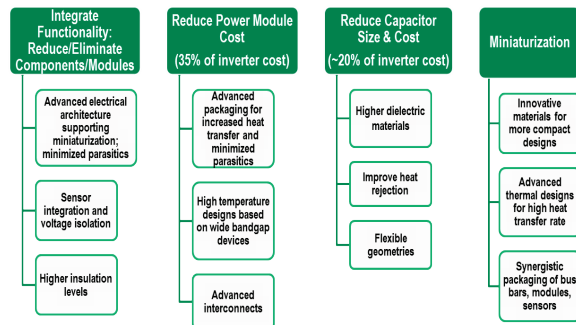 Integrate
Functionality:
Reduce/Eliminate
Components/Modules
Advanced electrical
architecture
supporting
miniaturization;
minimized parasitics
Sensor
integration and
voltage isolation
Higher insulation
levels
Reduce Power Module
Cost
(35% of inverter cost)
Advanced
packaging for
increased heat
transfer and
minimized
parasitics
High temperature
designs based
on wide bandgap
devices
Advanced
interconnects
Reduce Capacitor
Size & Cost
(~20% of inverter cost)
Higher dielectric
materials
Improve heat
rejection
Flexible
geometries
Miniaturization
Innovative
materials for
more compact
designs
Advanced
thermal designs
for high heat
transfer rate
Synergistic
packaging of bus
bars, modules,
sensors